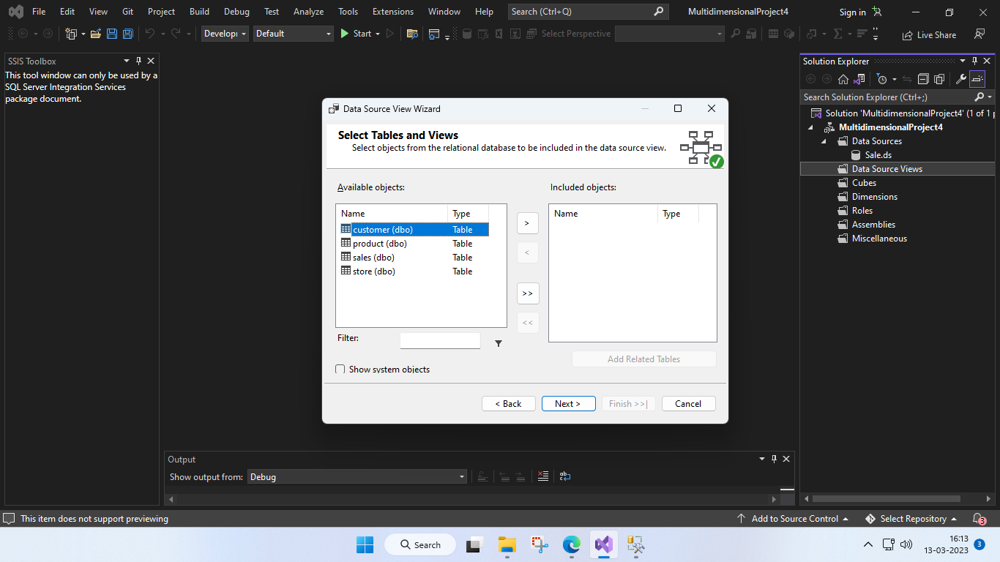 File Edit View Git Project Build Debug Test Analyze Tools Extensions Window Help Search (Ctrl+Q) MultidimensionalProject4 Sign in
Developr Default Start Select Perspective Live Share
SSIS Toolbox
This tool window can only be used by a
SQL Server Integration Services
package document.
Data Source View Wizard
Select Tables and Views
Select objects from the relational database to be included in the data source view.
Available objects:
Name Type
customer (dbo) Table
product (dbo) Table
sales (dbo) Table
store (dbo) Table
Filter:
Show system objects
>
<
>>
<<
Included objects:
Name Type
Add Related Tables
< Back Next > Finish >>| Cancel
Output
Show output from: Debug
Solution Explorer
Search Solution Explorer (Ctrl+;)
Solution 'MultidimensionalProject4' (1 of 1 p
MultidimensionalProject4
Data Sources
Sale.ds
Data Source Views
Cubes
Dimensions
Roles
Assemblies
Miscellaneous
This item does not support previewing Add to Source Control Select Repository 3
Search
16:13
13-03-2023 3